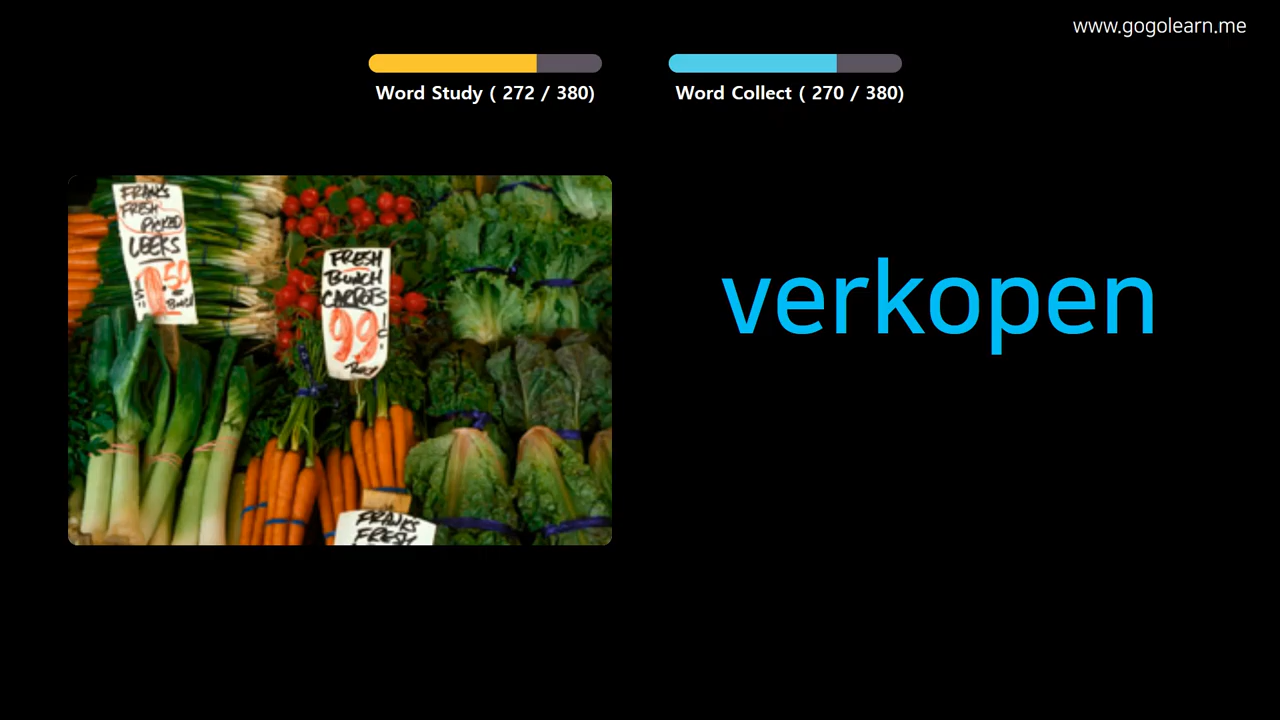 www.gogolearn.me
Word Study ( 272 / 380)
Word Collect ( 270 / 380)
verkopen
FRANKS
FRESH
PICKED
LEEKS
FRESH
BUNCH
CARROTS
99
FRANKS
FRESH